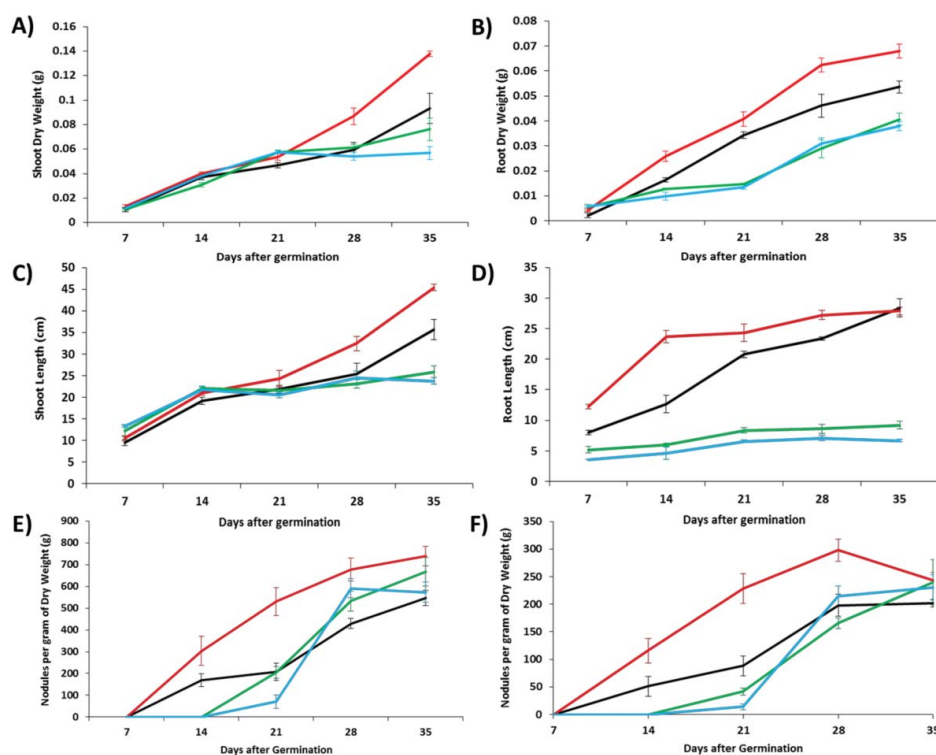 A)
Shoot Dry Weight (g)
0.16
0.14
0.12
0.1
0.08
0.06
0.04
0.02
0
7 14 21 28 35
Days after germination
B)
Root Dry Weight (g)
0.08
0.07
0.06
0.05
0.04
0.03
0.02
0.01
0
7 14 21 28 35
Days after germination
C)
Shoot Length (cm)
50
45
40
35
30
25
20
15
10
5
0
7 14 21 28 35
Days after germination
D)
Root Length (cm)
35
30
25
20
15
10
5
0
7 14 21 28 35
Days after germination
E)
Nodules per gram of Dry Weight (g)
900
800
700
600
500
400
300
200
100
0
7 14 21 28 35
Days after Germination
F)
Nodules per gram of Dry Weight (g)
350
300
250
200
150
100
50
0
7 14 21 28 35
Days after Germination